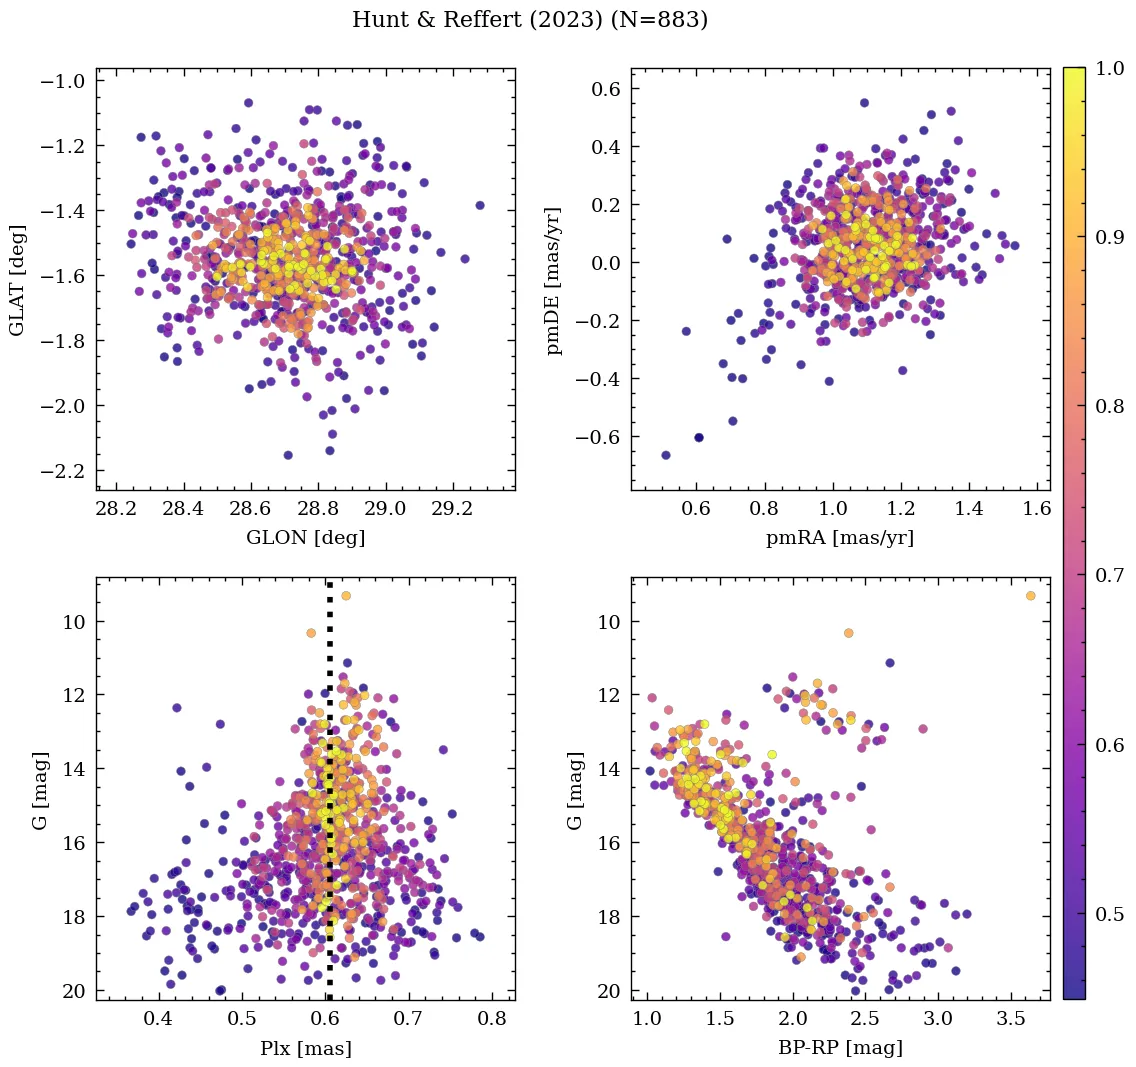 Hunt & Reffert (2023) (N=883)
−1.0
−1.2
−1.4
−1.6
−1.8
−2.0
−2.2
GLAT [deg]
28.2 28.4 28.6 28.8 29.0 29.2
GLON [deg]
0.6
0.4
0.2
0.0
−0.2
−0.4
−0.6
pmDE [mas/yr]
0.6 0.8 1.0 1.2 1.4 1.6
pmRA [mas/yr]
10
12
14
16
18
20
G [mag]
0.4 0.5 0.6 0.7 0.8
Plx [mas]
10
12
14
16
18
20
G [mag]
1.0 1.5 2.0 2.5 3.0 3.5
BP-RP [mag]
1.0
0.9
0.8
0.7
0.6
0.5